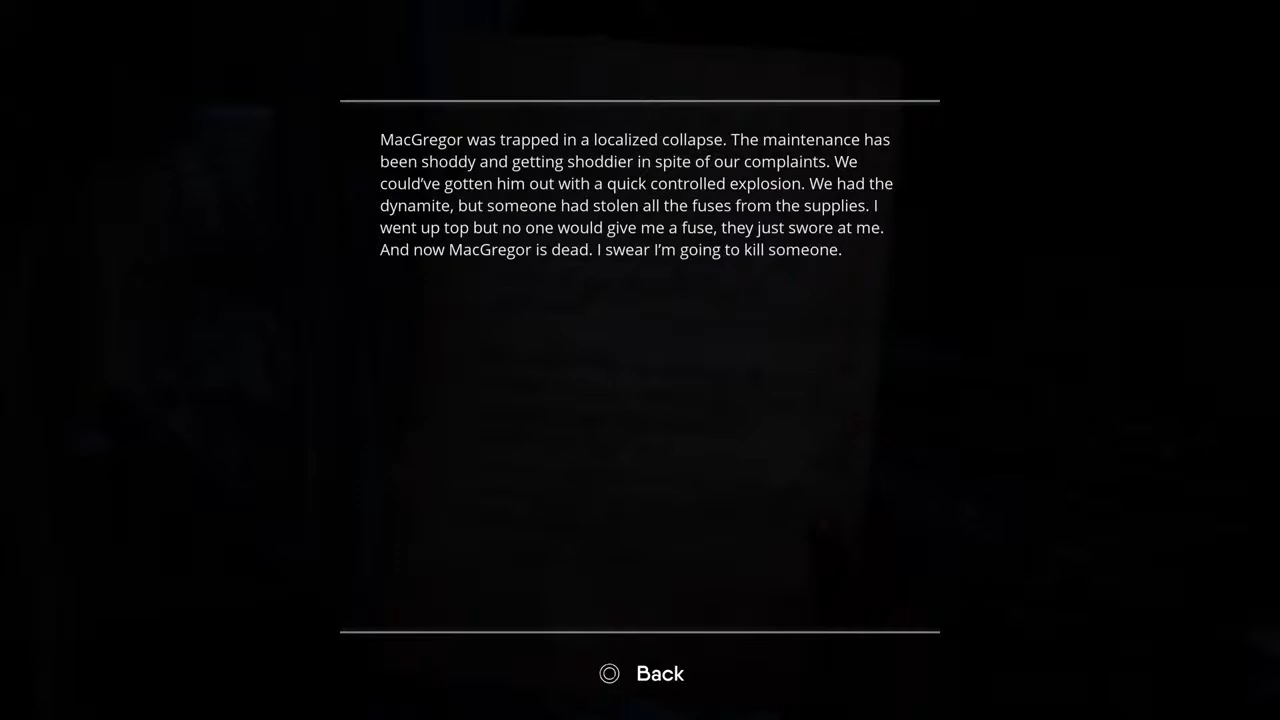 MacGregor was trapped in a localized collapse. The maintenance has
been shoddy and getting shoddier in spite of our complaints. We
could’ve gotten him out with a quick controlled explosion. We had the
dynamite, but someone had stolen all the fuses from the supplies. I
went up top but no one would give me a fuse, they just swore at me.
And now MacGregor is dead. I swear I’m going to kill someone.
Back